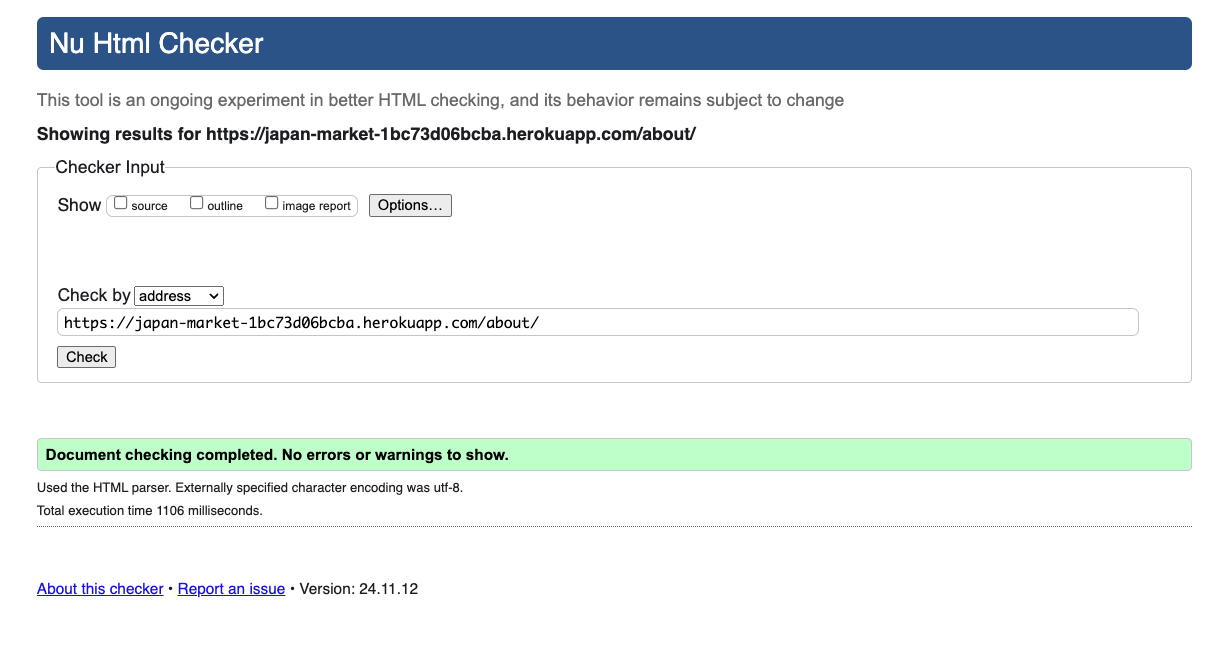 Nu Html Checker
This tool is an ongoing experiment in better HTML checking, and its behavior remains subject to change
Showing results for https://japan-market-1bc73d06bcba.herokuapp.com/about/
Checker Input
Show source outline image report Options...
Check by address
https://japan-market-1bc73d06bcba.herokuapp.com/about/
Check
Document checking completed. No errors or warnings to show.
Used the HTML parser. Externally specified character encoding was utf-8.
Total execution time 1106 milliseconds.
About this checker • Report an issue • Version: 24.11.12